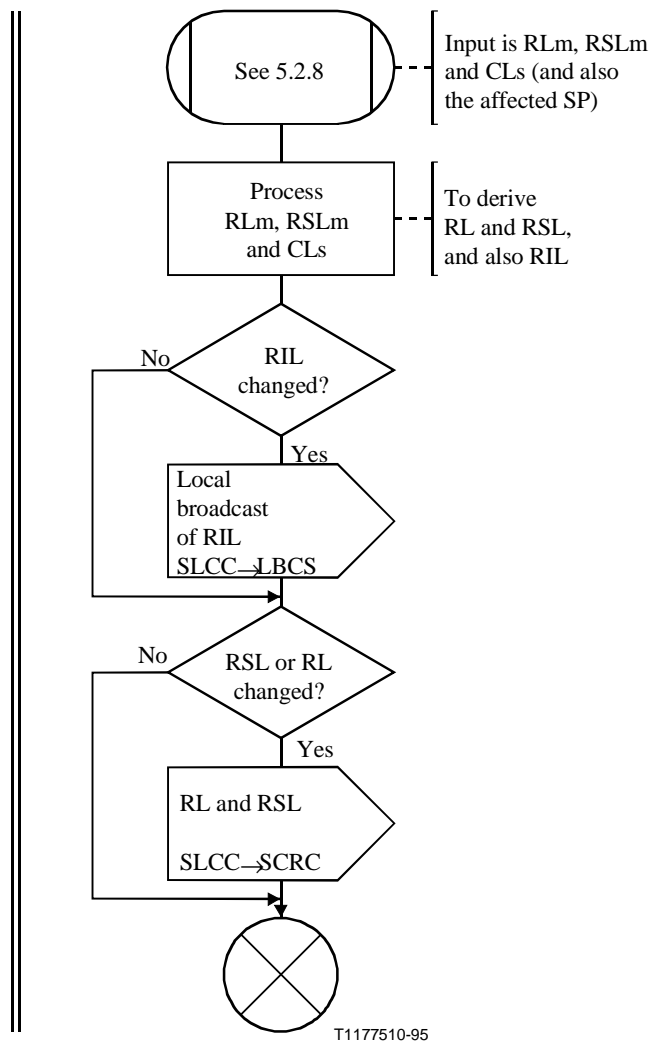 See 5.2.8
Input is RLm, RSLm
and CLs (and also
the affected SP)
Process
RLm, RSLm
and CLs
To derive
RL and RSL,
and also RIL
RIL
changed?
No
Yes
Local
broadcast
of RIL
SLCC→LBCS
RSL or RL
changed?
No
Yes
RL and RSL
SLCC→SCRC
T1177510-95